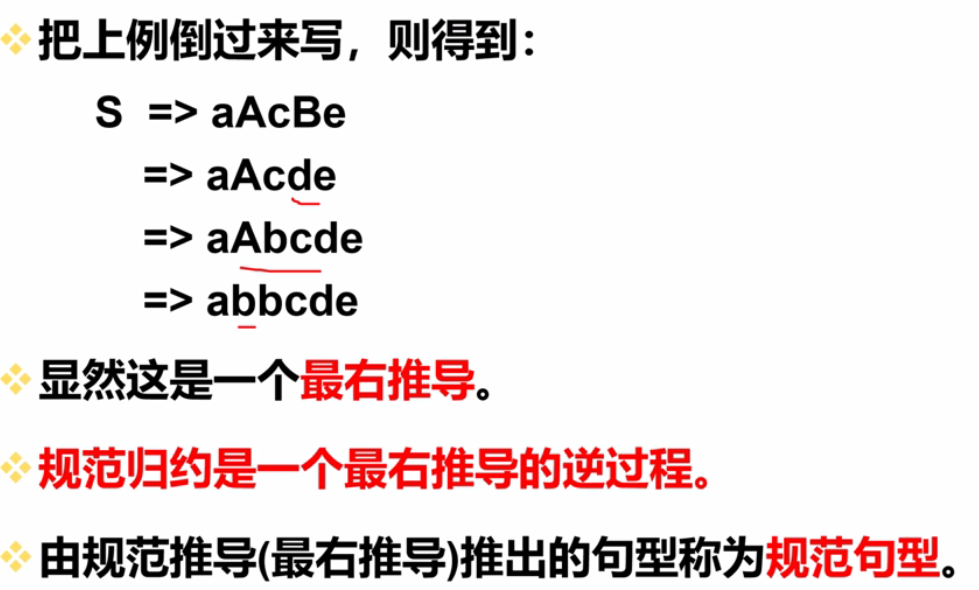 把上例倒过来写，则得到：
S => aAcBe
=> aAcde
=> aAbcde
=> abbcde
显然这是一个最右推导。
规范归约是一个最右推导的逆过程。
由规范推导(最右推导)推出的句型称为规范句型。